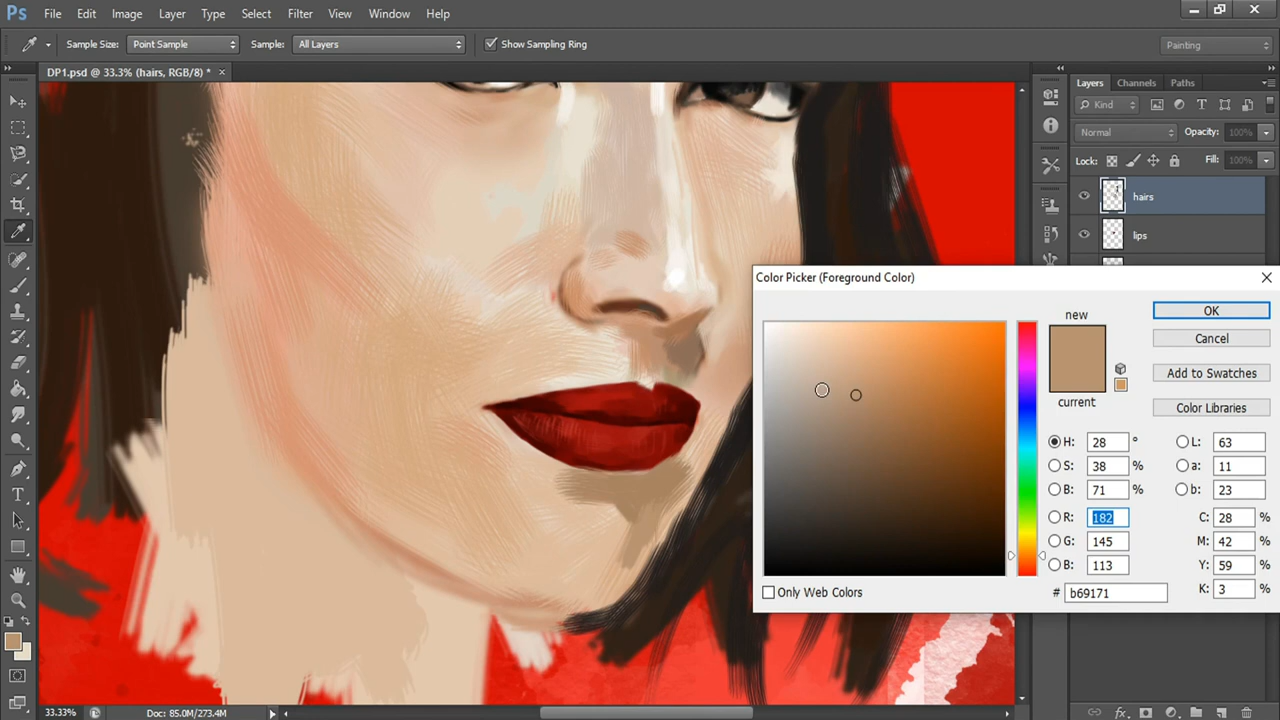 Ps File Edit Image Layer Type Select Filter View Window Help
Sample Size: Point Sample Sample: All Layers Show Sampling Ring Painting
DP1.psd @ 33.3% (hairs, RGB/8) * ×
Layers Channels Paths
Kind
Normal Opacity: 100%
Lock: Fill: 100%
hairs
lips
Color Picker (Foreground Color)
new
current
OK
Cancel
Add to Swatches
Color Libraries
H: 28 ° L: 63
S: 38 % a: 11
B: 71 % b: 23
R: 182 C: 28 %
G: 145 M: 42 %
B: 113 Y: 59 %
# b69171 K: 3 %
Only Web Colors
33.33% Doc: 85.0M/273.4M